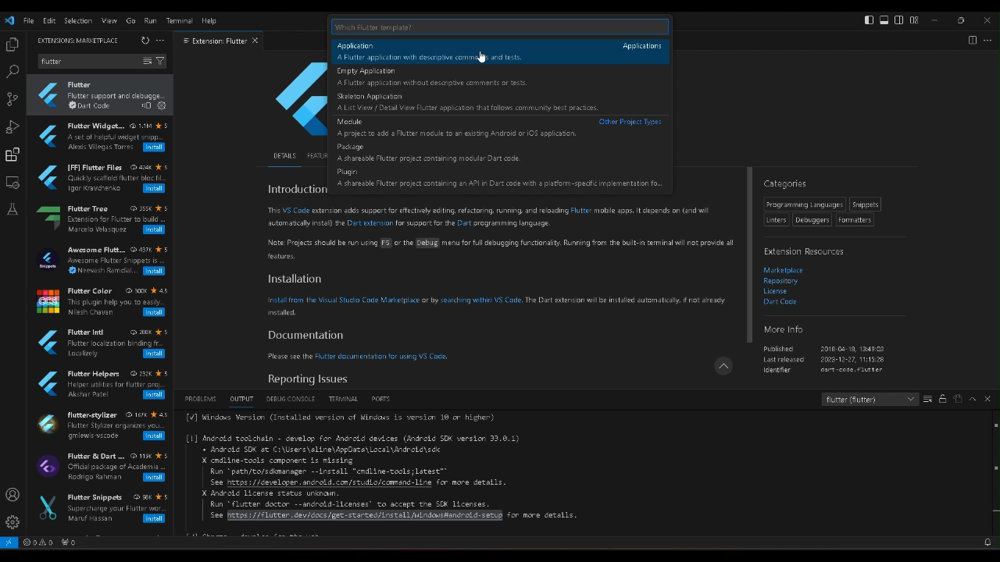 File Edit Selection View Go Run Terminal Help
Which Flutter template?
Application Applications
A Flutter application with descriptive comments and tests.
Empty Application
A Flutter application without descriptive comments or tests.
Skeleton Application
A List View / Detail View Flutter application that follows community best practices.
Module Other Project Types
A project to add a Flutter module to an existing Android or iOS application.
Package
A shareable Flutter project containing modular Dart code.
Plugin
A shareable Flutter project containing an API in Dart code with a platform-specific implementation fo...
EXTENSIONS: MARKETPLACE
flutter
Flutter
Flutter support and debugge...
Dart Code
Flutter Widget... 1.1M 5
A set of helpful widget snipp...
Alexis Villegas Torres Install
[FF] Flutter Files 424K 5
Quickly scaffold flutter bloc fil...
Igor Kravchenko Install
Flutter Tree 355K 5
Extension for Flutter to build ...
Marcelo Velasquez Install
Awesome Flutt... 437K 5
Awesome Flutter Snippets is ...
Neevash Ramdial... Install
Snippets
Flutter Color 300K 4.5
This plugin help you to easily...
Nilesh Chavan Install
Flutter Intl 288K 5
Flutter localization binding fr...
Localizely Install
Flutter Helpers 232K 5
Helper utilities for flutter proj...
Akshar Patel Install
flutter-stylizer 167K 4.5
Flutter Stylizer organizes you...
gmlewis-vscode Install
Flutter & Dart ... 119K 5
Official package of Academia ...
Rodrigo Rahman Install
Flutter Snippets 98K 5
Supercharge your Flutter wor...
Maruf Hassan Install
Extension: Flutter
DETAILS FEATUR
Introduction
This VS Code extension adds support for effectively editing, refactoring, running, and reloading Flutter mobile apps. It depends on (and will
automatically install) the Dart extension for support for the Dart programming language.
Note: Projects should be run using F5 or the Debug menu for full debugging functionality. Running from the built-in terminal will not provide all
features.
Installation
Install from the Visual Studio Code Marketplace or by searching within VS Code. The Dart extension will be installed automatically, if not already
installed.
Documentation
Please see the Flutter documentation for using VS Code.
Reporting Issues
Categories
Programming Languages Snippets
Linters Debuggers Formatters
Extension Resources
Marketplace
Repository
License
Dart Code
More Info
Published 2018-04-18, 13:49:03
Last released 2023-12-27, 11:15:28
Identifier dart-code.flutter
PROBLEMS OUTPUT DEBUG CONSOLE TERMINAL PORTS
flutter (flutter)
[√] Windows Version (Installed version of Windows is version 10 or higher)
[!] Android toolchain - develop for Android devices (Android SDK version 33.0.1)
• Android SDK at C:\Users\aline\AppData\Local\Android\sdk
X cmdline-tools component is missing
Run `path/to/sdkmanager --install "cmdline-tools;latest"`
See https://developer.android.com/studio/command-line for more details.
X Android license status unknown.
Run `flutter doctor --android-licenses` to accept the SDK licenses.
See https://flutter.dev/docs/get-started/install/windows#android-setup for more details.
0 0 0